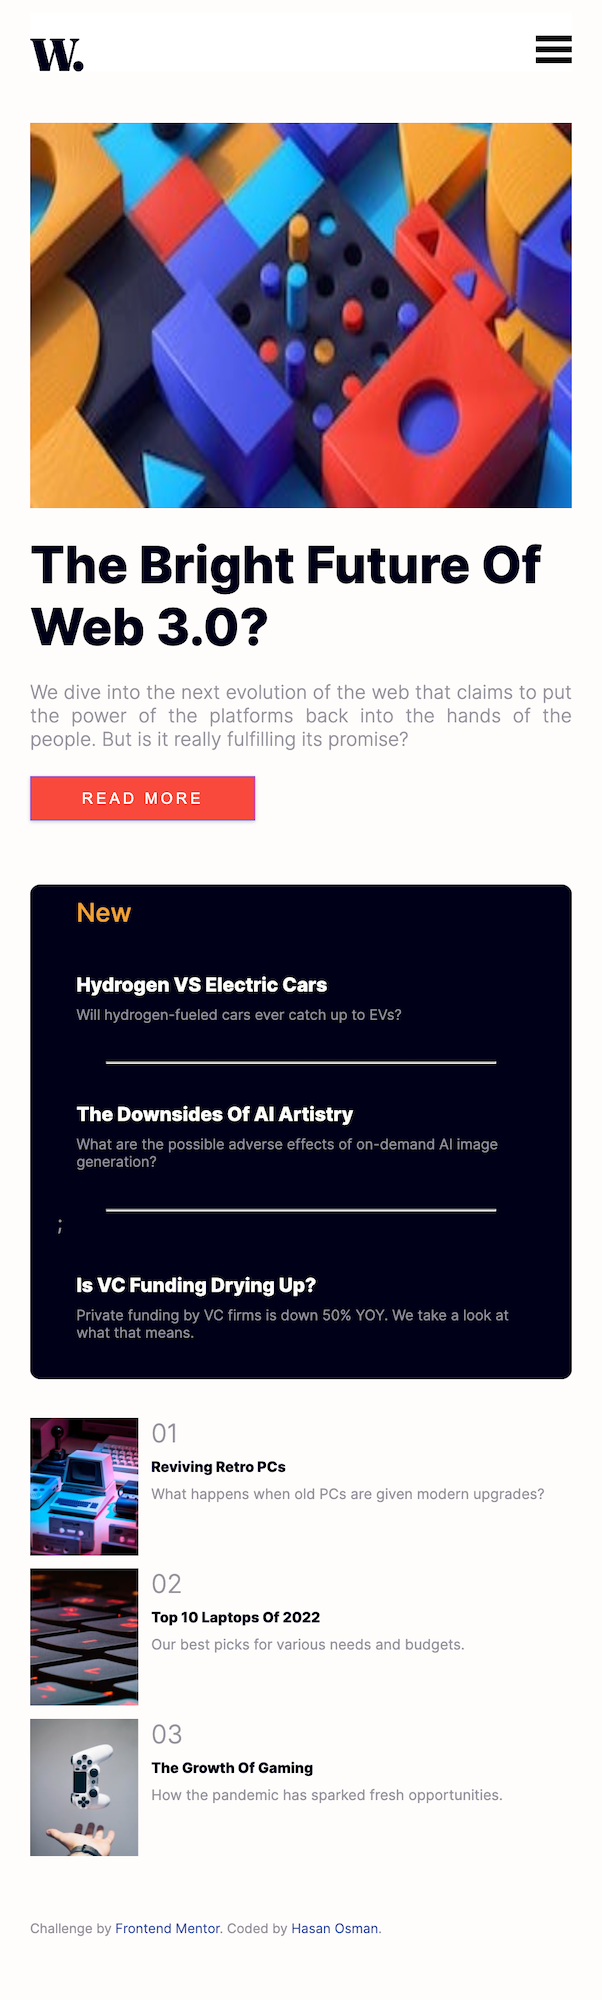 W.
The Bright Future Of
Web 3.0?
We dive into the next evolution of the web that claims to put
the power of the platforms back into the hands of the
people. But is it really fulfilling its promise?
READ MORE
New
Hydrogen VS Electric Cars
Will hydrogen-fueled cars ever catch up to EVs?
The Downsides Of AI Artistry
What are the possible adverse effects of on-demand AI image
generation?
;
Is VC Funding Drying Up?
Private funding by VC firms is down 50% YOY. We take a look at
what that means.
01
Reviving Retro PCs
What happens when old PCs are given modern upgrades?
02
Top 10 Laptops Of 2022
Our best picks for various needs and budgets.
03
The Growth Of Gaming
How the pandemic has sparked fresh opportunities.
Challenge by Frontend Mentor. Coded by Hasan Osman.